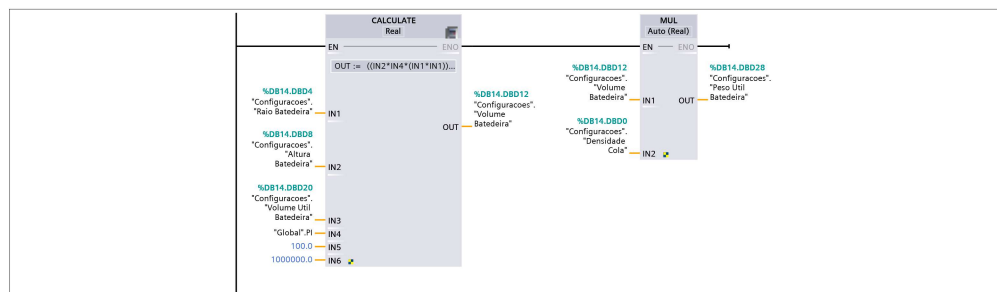 CALCULATE
Real
EN
ENO
OUT := ((IN2*IN4*(IN1*IN1))...
%DB14.DBD4
"Configuracoes".
"Raio Batedeira"
IN1
%DB14.DBD8
"Configuracoes".
"Altura
Batedeira"
IN2
%DB14.DBD20
"Configuracoes".
"Volume Util
Batedeira"
IN3
"Global".PI
IN4
100.0
IN5
1000000.0
IN6
%DB14.DBD12
"Configuracoes".
"Volume
Batedeira"
OUT
MUL
Auto (Real)
EN
ENO
%DB14.DBD12
"Configuracoes".
"Volume
Batedeira"
IN1
%DB14.DBD0
"Configuracoes".
"Densidade
Cola"
IN2
%DB14.DBD28
"Configuracoes".
"Peso Útil
Batedeira"
OUT